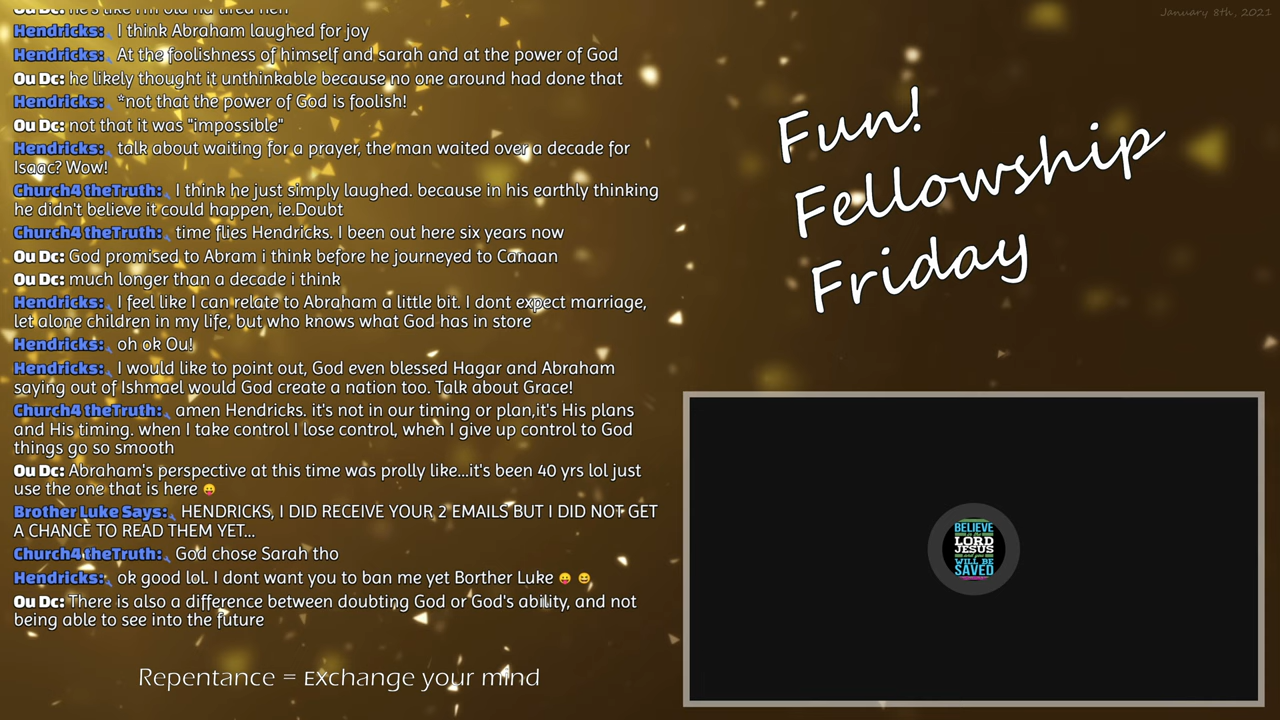 Ou Dc: he's like I'm old na tired heh
Hendricks: I think Abraham laughed for joy
Hendricks: At the foolishness of himself and sarah and at the power of God
Ou Dc: he likely thought it unthinkable because no one around had done that
Hendricks: *not that the power of God is foolish!
Ou Dc: not that it was "impossible"
Hendricks: talk about waiting for a prayer, the man waited over a decade for
Isaac? Wow!
Church4 theTruth: I think he just simply laughed. because in his earthly thinking
he didn't believe it could happen, ie.Doubt
Church4 theTruth: time flies Hendricks. I been out here six years now
Ou Dc: God promised to Abram i think before he journeyed to Canaan
Ou Dc: much longer than a decade i think
Hendricks: I feel like I can relate to Abraham a little bit. I dont expect marriage,
let alone children in my life, but who knows what God has in store
Hendricks: oh ok Ou!
Hendricks: I would like to point out, God even blessed Hagar and Abraham
saying out of Ishmael would God create a nation too. Talk about Grace!
Church4 theTruth: amen Hendricks. it's not in our timing or plan,it's His plans
and His timing. when I take control I lose control, when I give up control to God
things go so smooth
Ou Dc: Abraham's perspective at this time was prolly like...it's been 40 yrs lol just
use the one that is here 😛
Brother Luke Says: HENDRICKS, I DID RECEIVE YOUR 2 EMAILS BUT I DID NOT GET
A CHANCE TO READ THEM YET...
Church4 theTruth: God chose Sarah tho
Hendricks: ok good lol. I dont want you to ban me yet Borther Luke 😛 😄
Ou Dc: There is also a difference between doubting God or God's ability, and not
being able to see into the future
Repentance = Exchange your mind
January 8th, 2021
Fun!
Fellowship
Friday
BELIEVE
LORD
JESUS
WILL BE
SAVED